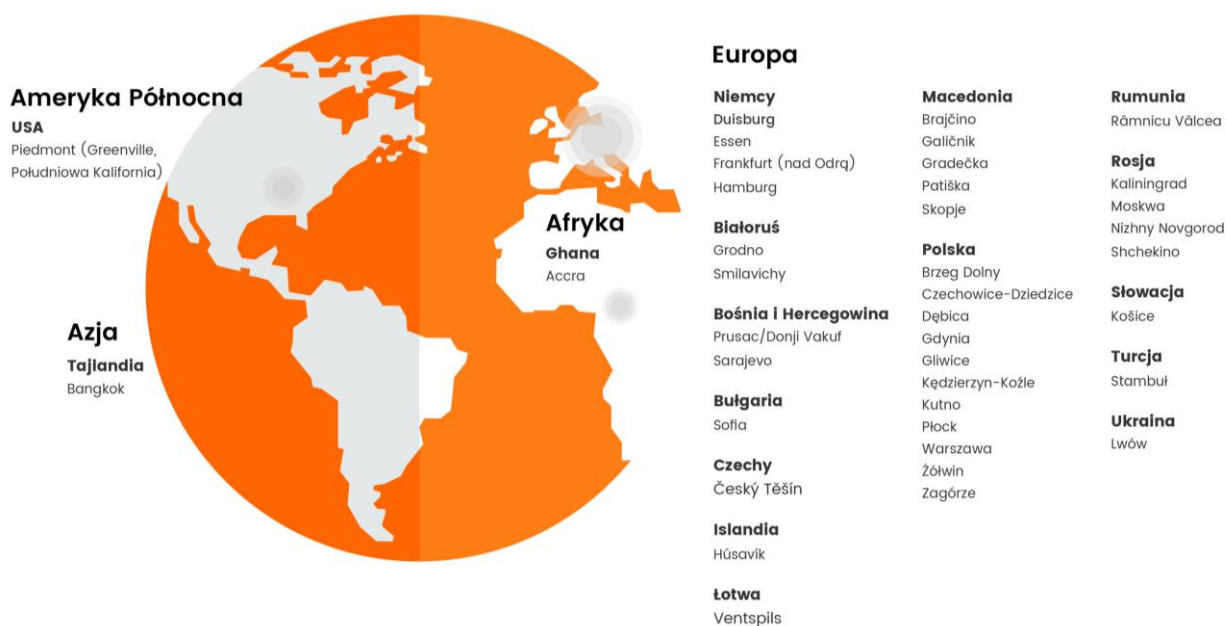 Ameryka Północna
USA
Piedmont (Greenville,
Południowa Kalifornia)
Azja
Tajlandia
Bangkok
Afryka
Ghana
Accra
Europa
Niemcy
Duisburg
Essen
Frankfurt (nad Odrą)
Hamburg
Białoruś
Grodno
Smilavichy
Bośnia i Hercegowina
Prusac/Donji Vakuf
Sarajevo
Bułgaria
Sofia
Czechy
Český Těšín
Islandia
Húsavík
Łotwa
Ventspils
Macedonia
Brajčino
Galičnik
Gradečka
Patiška
Skopje
Polska
Brzeg Dolny
Czechowice-Dziedzice
Dębica
Gdynia
Gliwice
Kędzierzyn-Koźle
Kutno
Płock
Warszawa
Żółwin
Zagórze
Rumunia
Râmnicu Vâlcea
Rosja
Kaliningrad
Moskwa
Nizhny Novgorod
Shchekino
Słowacja
Košice
Turcja
Stambuł
Ukraina
Lwów